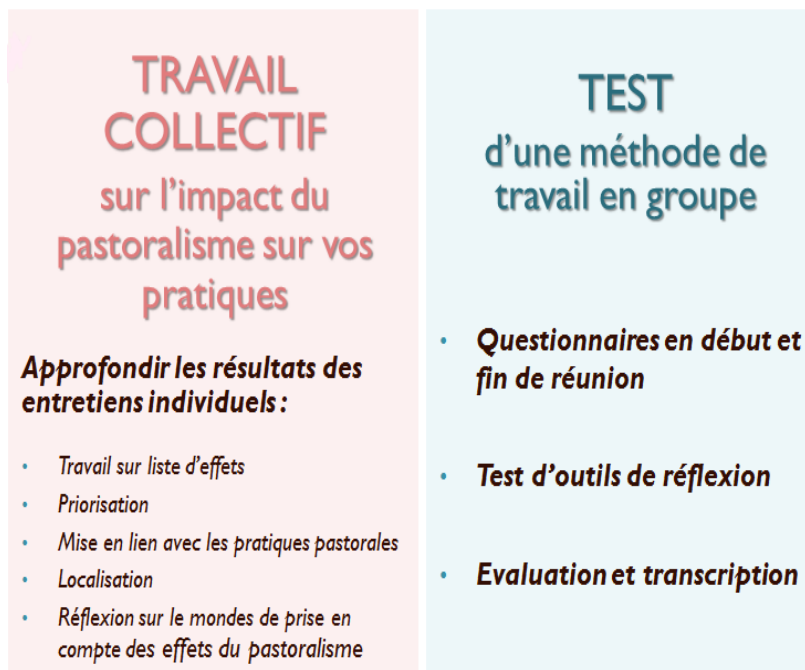 TRAVAIL
COLLECTIF
sur l'impact du
pastoralisme sur vos
pratiques
Approfondir les résultats des
entretiens individuels :
• Travail sur liste d'effets
• Priorisation
• Mise en lien avec les pratiques pastorales
• Localisation
• Réflexion sur le mondes de prise en
compte des effets du pastoralisme
TEST
d'une méthode de
travail en groupe
• Questionnaires en début et
fin de réunion
• Test d'outils de réflexion
• Evaluation et transcription